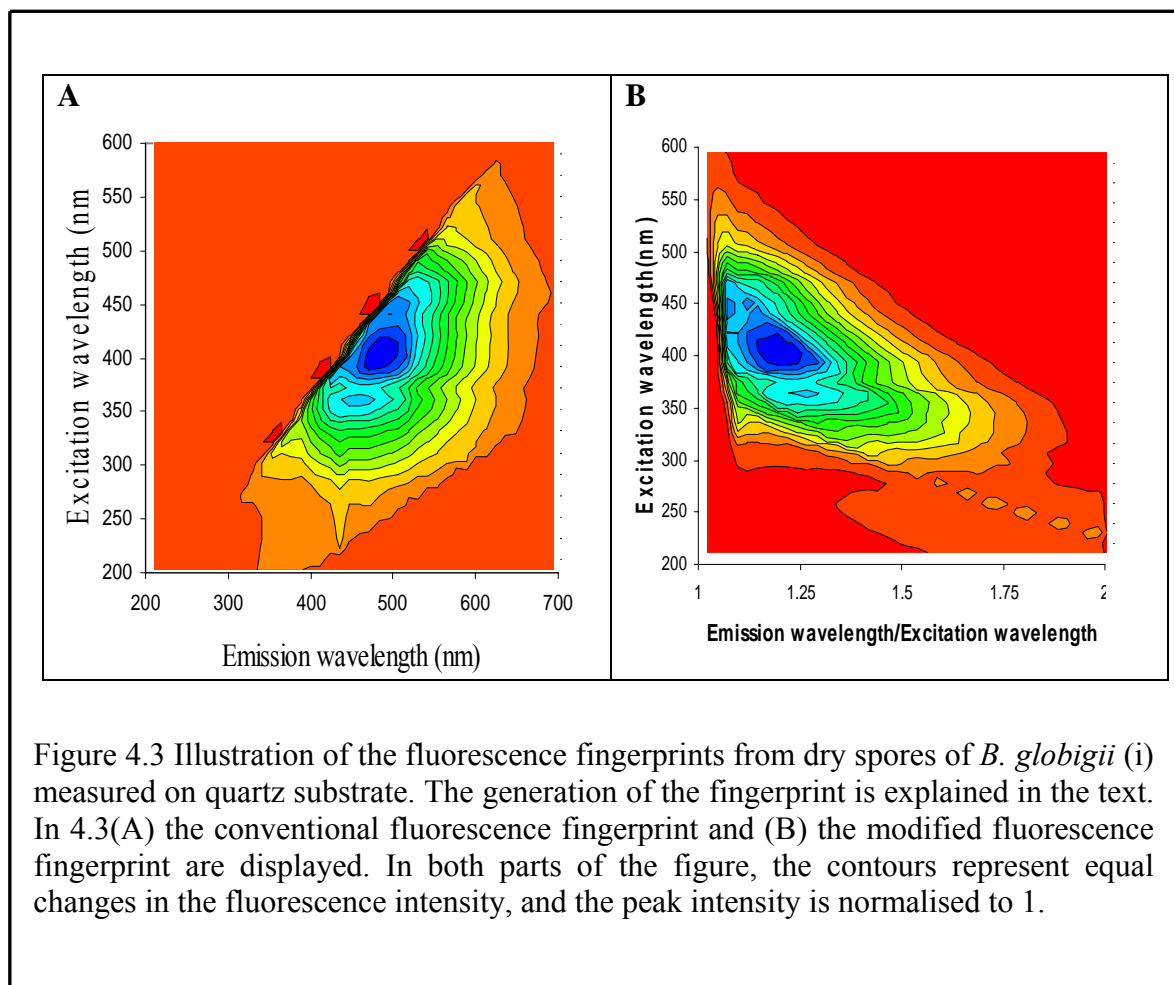 A
600
550
500
450
400
350
300
250
200
Excitation wavelength (nm
200 300 400 500 600 700
Emission wavelength (nm)
B
600
550
500
450
400
350
300
250
200
Excitation wavelength(nm)
1 1.25 1.5 1.75 2
Emission wavelength/Excitation wavelength
Figure 4.3 Illustration of the fluorescence fingerprints from dry spores of B. globigii (i)
measured on quartz substrate. The generation of the fingerprint is explained in the text.
In 4.3(A) the conventional fluorescence fingerprint and (B) the modified fluorescence
fingerprint are displayed. In both parts of the figure, the contours represent equal
changes in the fluorescence intensity, and the peak intensity is normalised to 1.